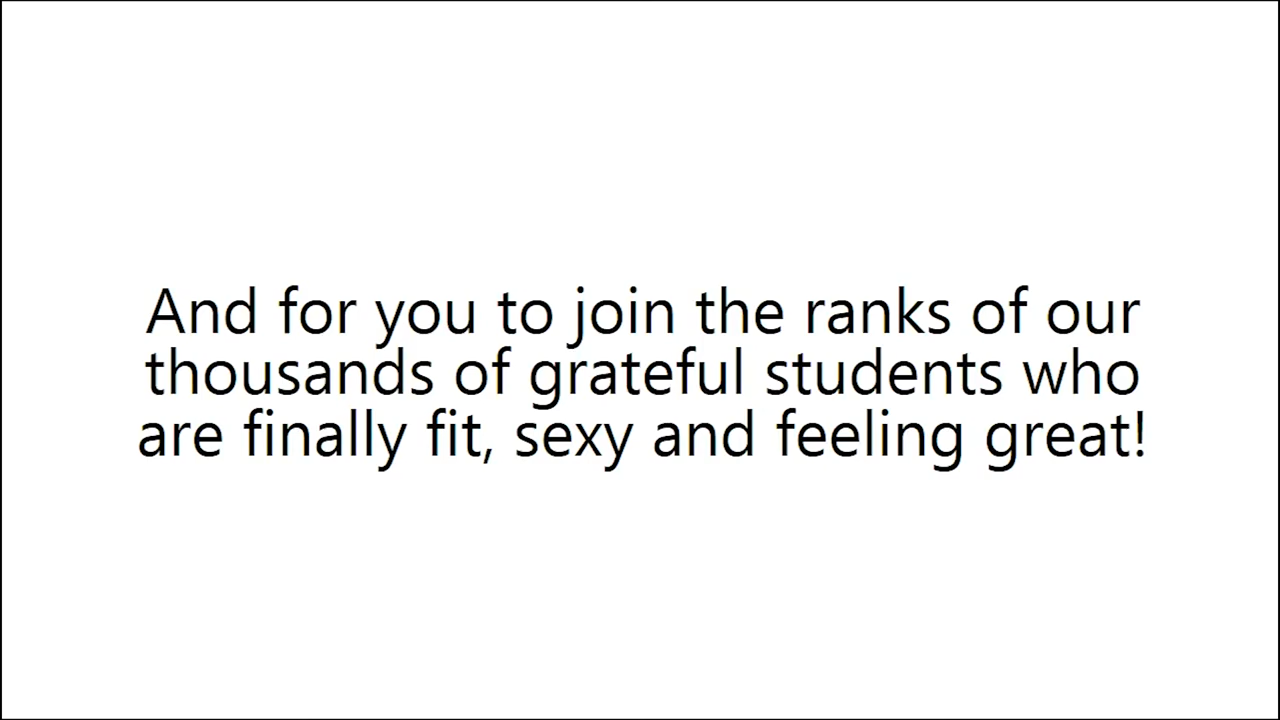 And for you to join the ranks of our
thousands of grateful students who
are finally fit, sexy and feeling great!